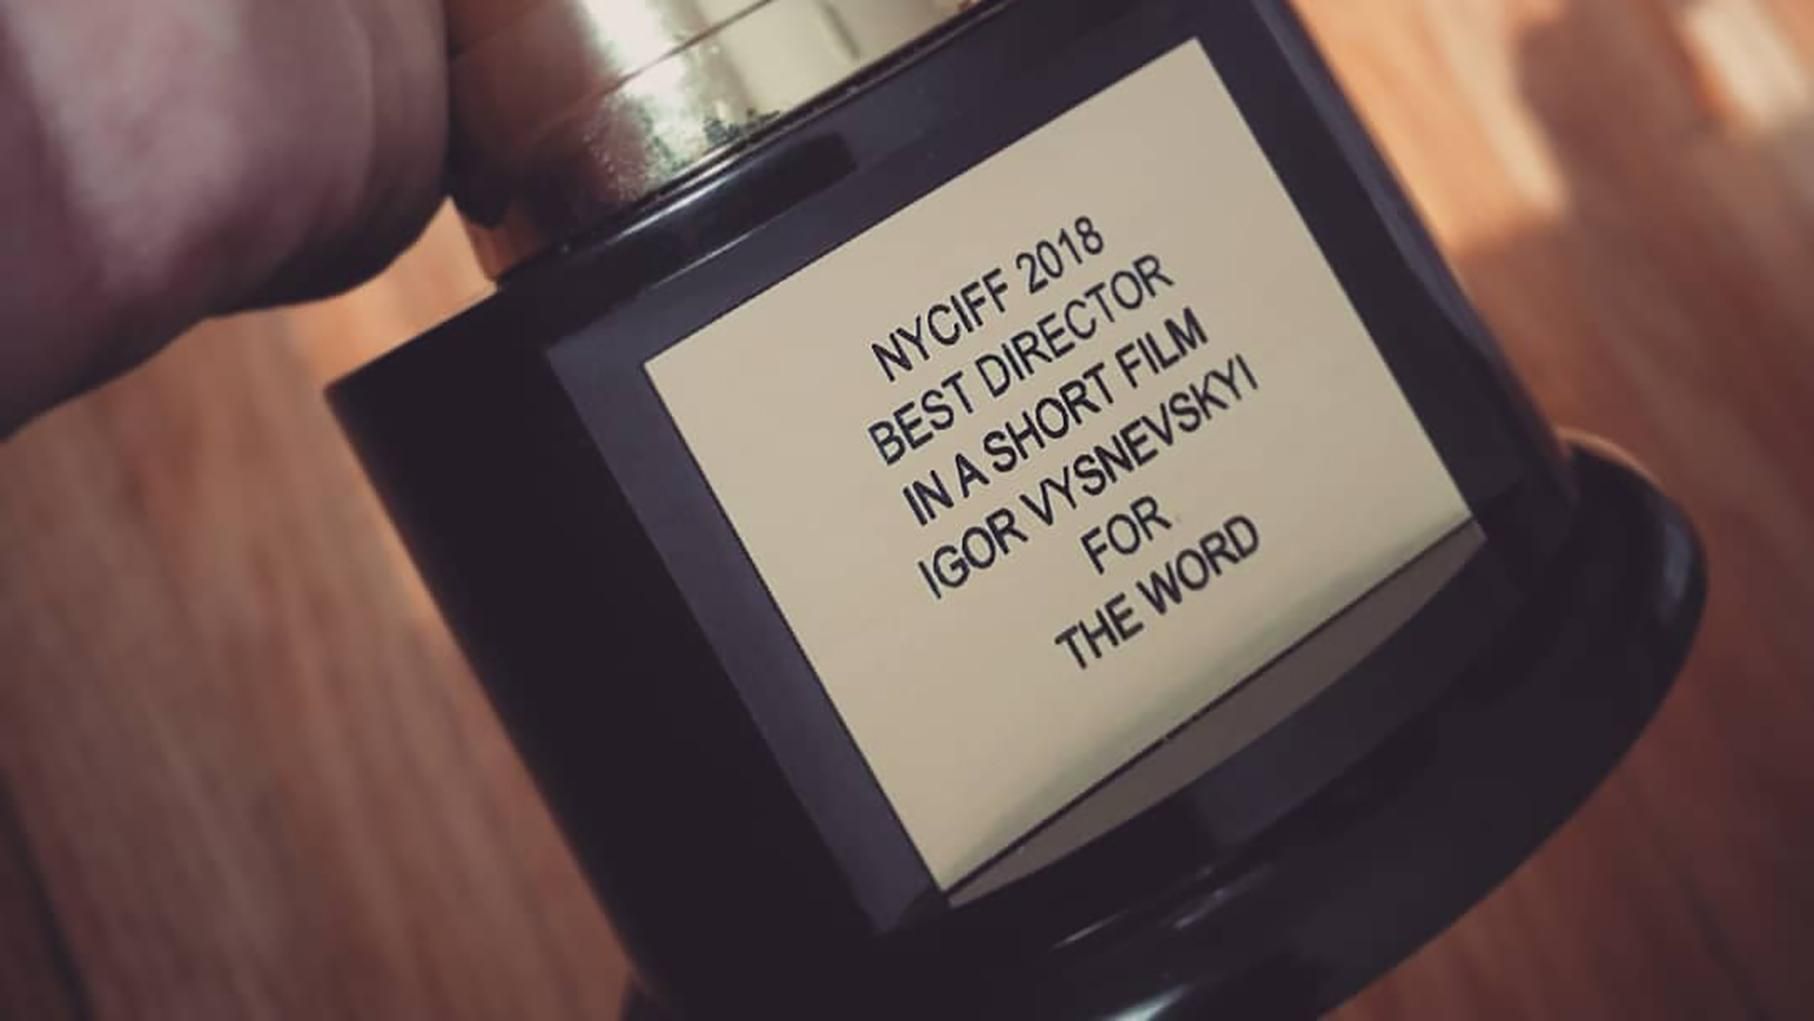 NYCIFF 2018
BEST DIRECTOR
IN A SHORT FILM
IGOR VYSNEVSKYI
FOR
THE WORD